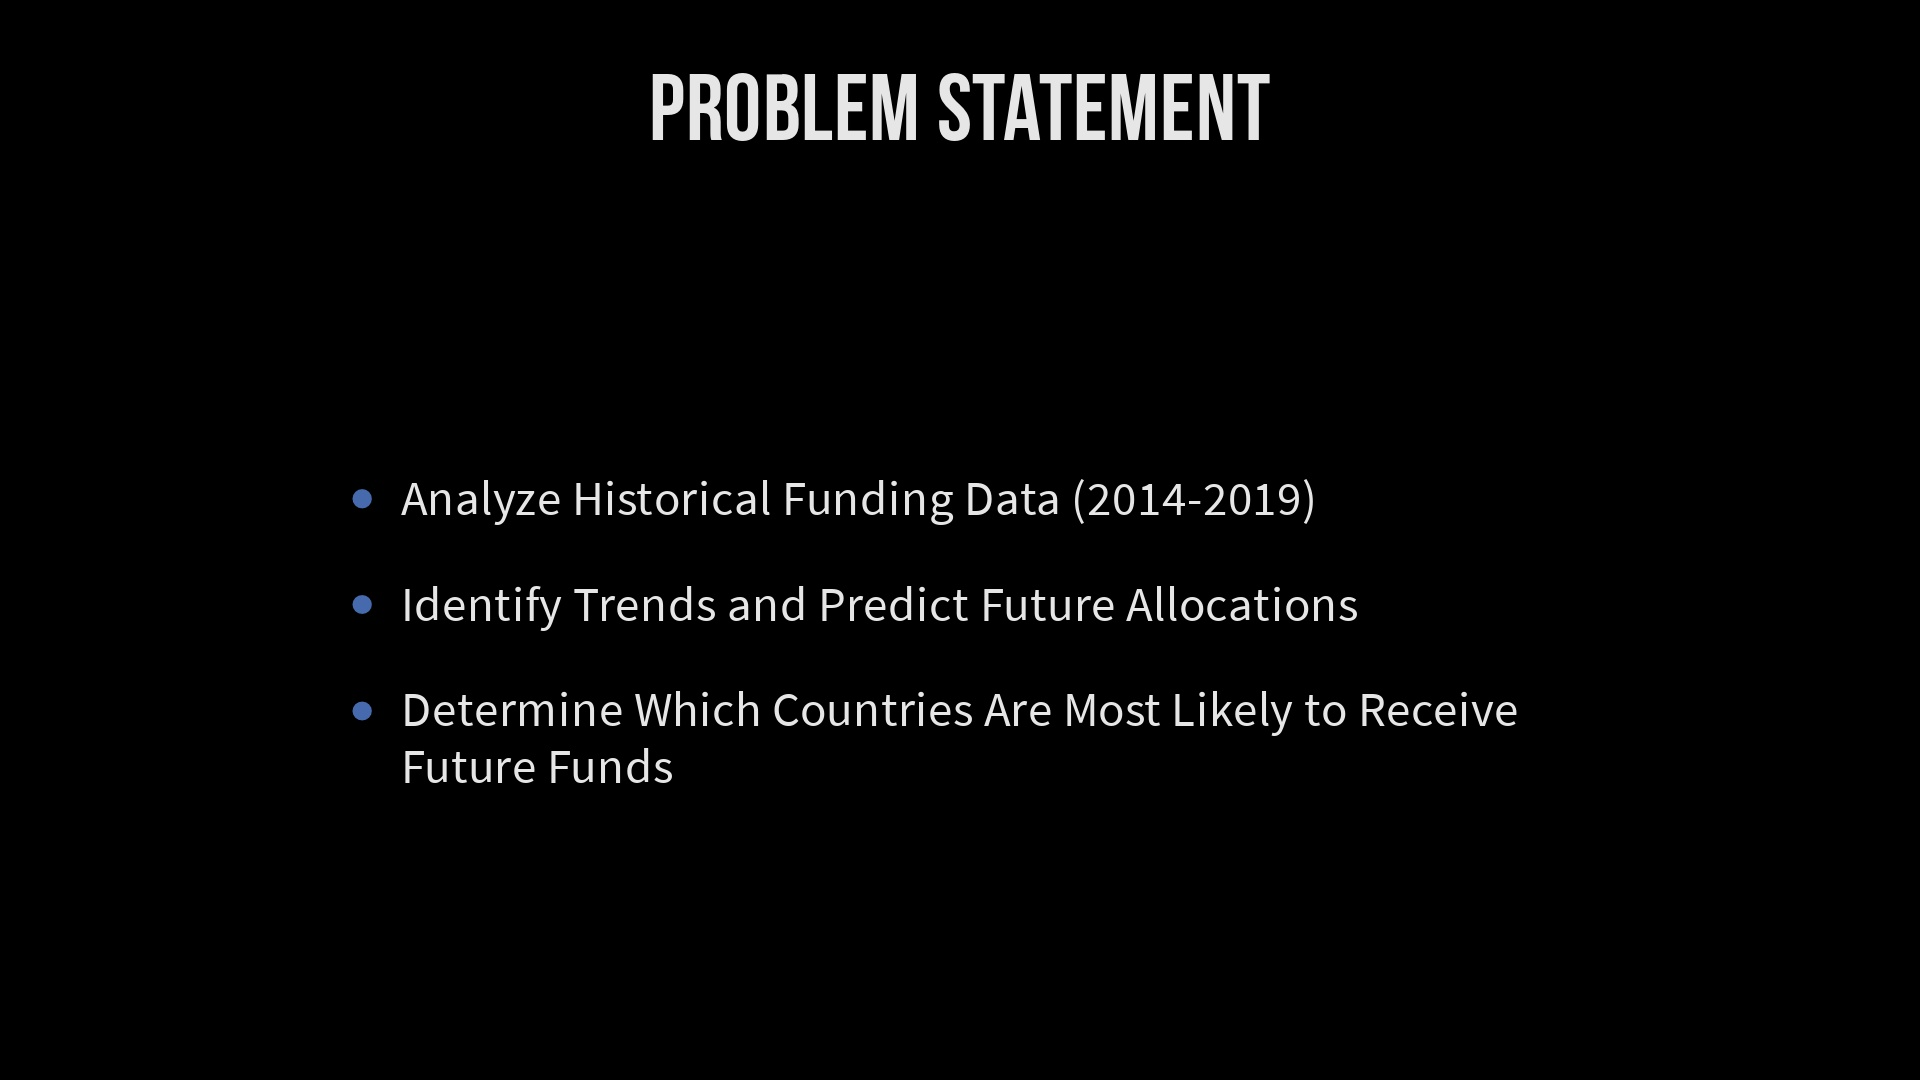 PROBLEM STATEMENT
Analyze Historical Funding Data (2014-2019)
Identify Trends and Predict Future Allocations
Determine Which Countries Are Most Likely to Receive
Future Funds